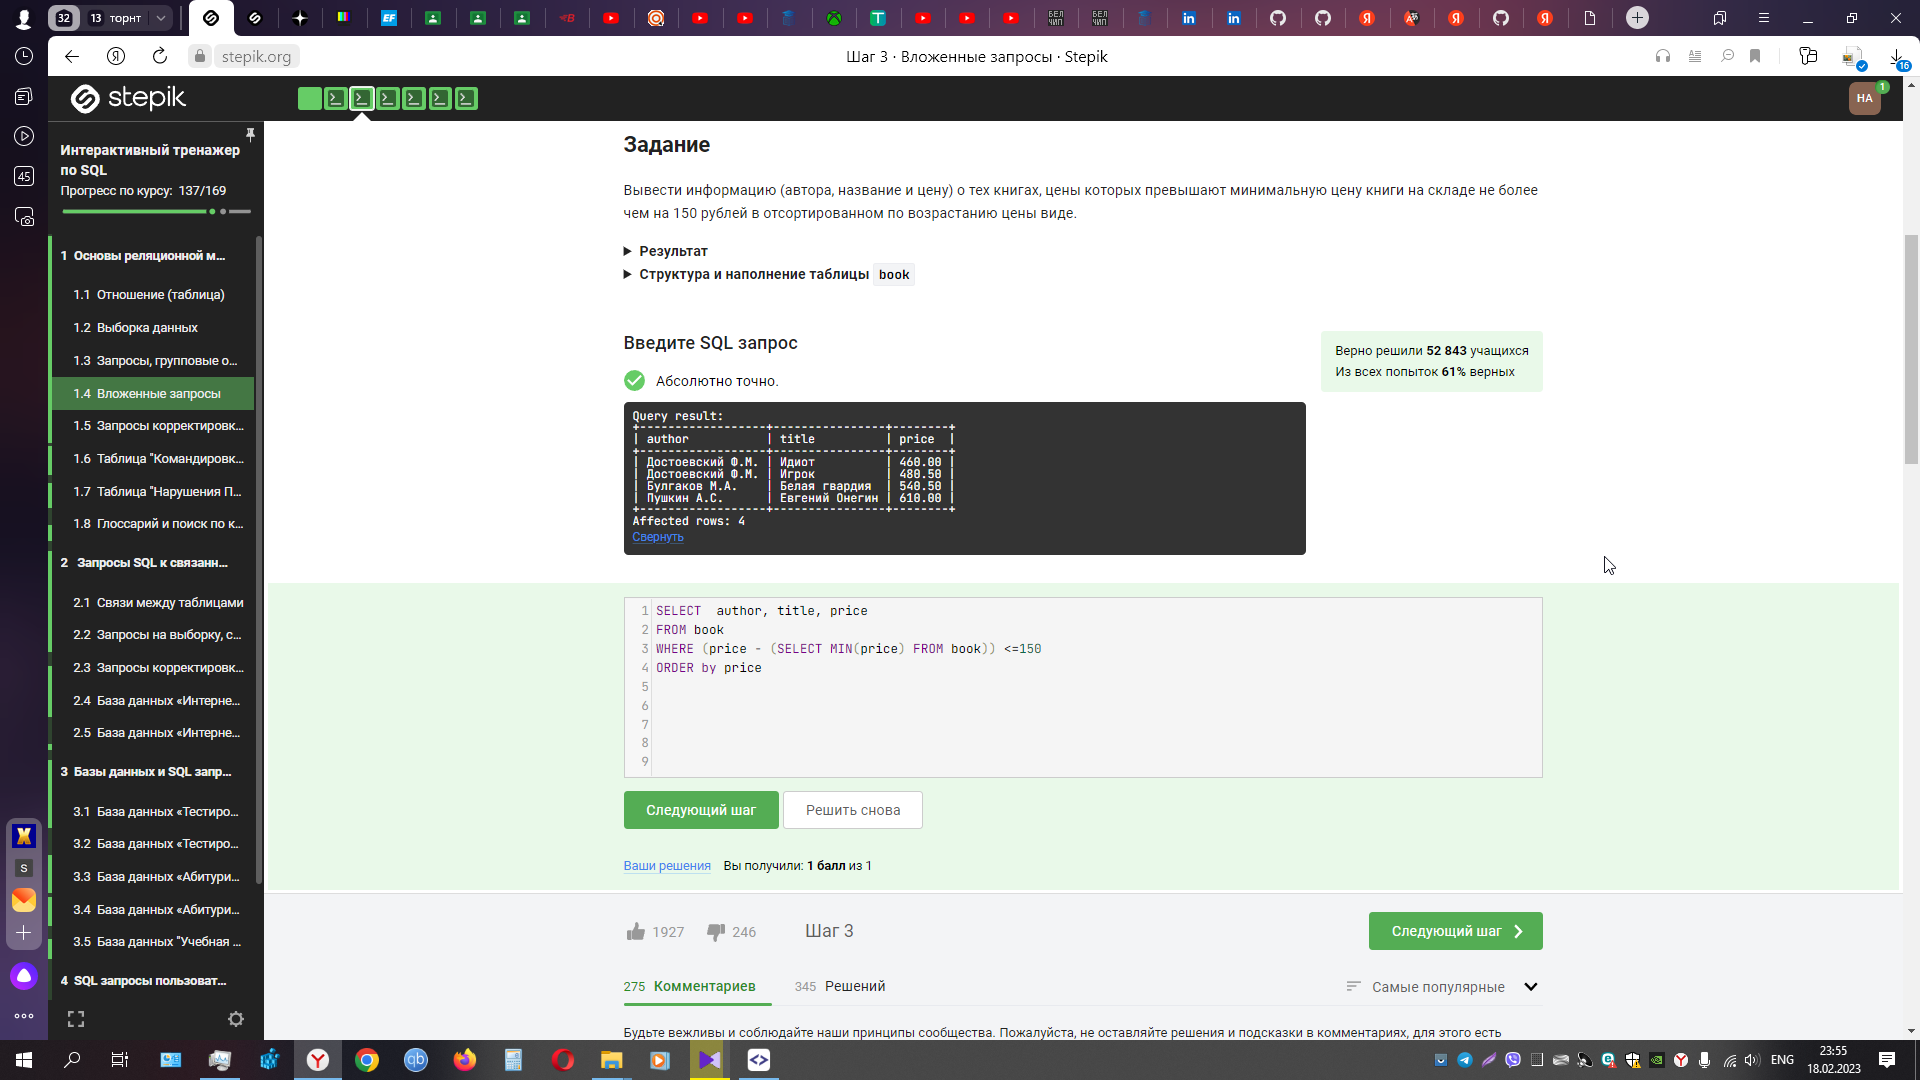 32
13 торнт
stepik.org
Шаг 3 · Вложенные запросы · Stepik
16
45
stepik
НА
1
Интерактивный тренажер по SQL
Прогресс по курсу: 137/169
1 Основы реляционной м...
1.1 Отношение (таблица)
1.2 Выборка данных
1.3 Запросы, групповые о...
1.4 Вложенные запросы
1.5 Запросы корректировк...
1.6 Таблица "Командировк...
1.7 Таблица "Нарушения П...
1.8 Глоссарий и поиск по к...
2 Запросы SQL к связанн...
2.1 Связи между таблицами
2.2 Запросы на выборку, с...
2.3 Запросы корректировк...
2.4 База данных «Интерне...
2.5 База данных «Интерне...
3 Базы данных и SQL запр...
3.1 База данных «Тестиро...
3.2 База данных «Тестиро...
3.3 База данных «Абитури...
3.4 База данных «Абитури...
3.5 База данных "Учебная ...
4 SQL запросы пользоват...
Задание
Вывести информацию (автора, название и цену) о тех книгах, цены которых превышают минимальную цену книги на складе не более
чем на 150 рублей в отсортированном по возрастанию цены виде.
Результат
Структура и наполнение таблицы book
Введите SQL запрос
Верно решили 52 843 учащихся
Из всех попыток 61% верных
Абсолютно точно.
Query result:
+------------------+----------------+--------+
| author | title | price |
+------------------+----------------+--------+
| Достоевский Ф.М. | Идиот | 460.00 |
| Достоевский Ф.М. | Игрок | 480.50 |
| Булгаков М.А. | Белая гвардия | 540.50 |
| Пушкин А.С. | Евгений Онегин | 610.00 |
+------------------+----------------+--------+
Affected rows: 4
Свернуть
1 SELECT author, title, price
2 FROM book
3 WHERE (price - (SELECT MIN(price) FROM book)) <=150
4 ORDER by price
5
6
7
8
9
Следующий шаг
Решить снова
Ваши решения Вы получили: 1 балл из 1
1927
246
Шаг 3
Следующий шаг
275 Комментариев
345 Решений
Самые популярные
Будьте вежливы и соблюдайте наши принципы сообщества. Пожалуйста, не оставляйте решения и подсказки в комментариях, для этого есть
ENG
23:55
18.02.2023